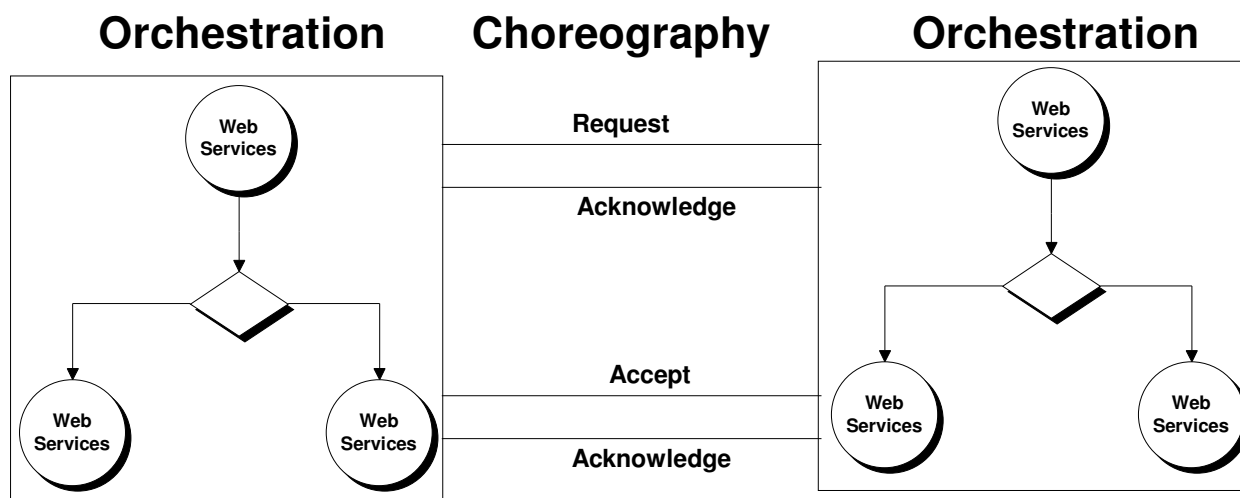 Orchestration
Choreography
Orchestration
Web
Services
Request
Web
Services
Acknowledge
Web
Services
Web
Services
Accept
Acknowledge
Web
Services
Web
Services